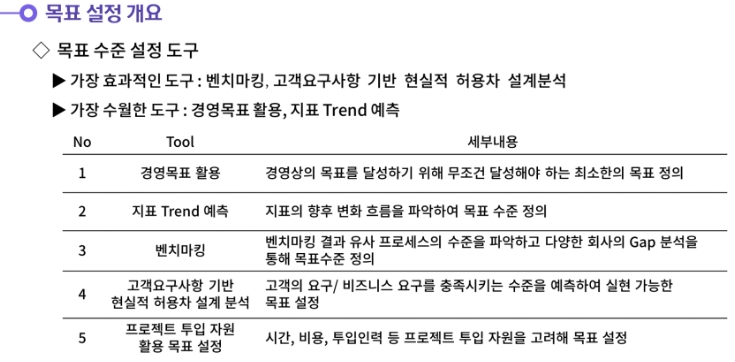 목표 설정 개요
◇ 목표 수준 설정 도구
▶ 가장 효과적인 도구 : 벤치마킹, 고객요구사항 기반 현실적 허용차 설계분석
▶ 가장 수월한 도구 : 경영목표 활용, 지표 Trend 예측
No Tool 세부내용
1 경영목표 활용 경영상의 목표를 달성하기 위해 무조건 달성해야 하는 최소한의 목표 정의
2 지표 Trend 예측 지표의 향후 변화 흐름을 파악하여 목표 수준 정의
3 벤치마킹 벤치마킹 결과 유사 프로세스의 수준을 파악하고 다양한 회사의 Gap 분석을
통해 목표수준 정의
4 고객요구사항 기반
현실적 허용차 설계 분석
고객의 요구/ 비즈니스 요구를 충족시키는 수준을 예측하여 실현 가능한
목표 설정
5 프로젝트 투입 자원
활용 목표 설정
시간, 비용, 투입인력 등 프로젝트 투입 자원을 고려해 목표 설정